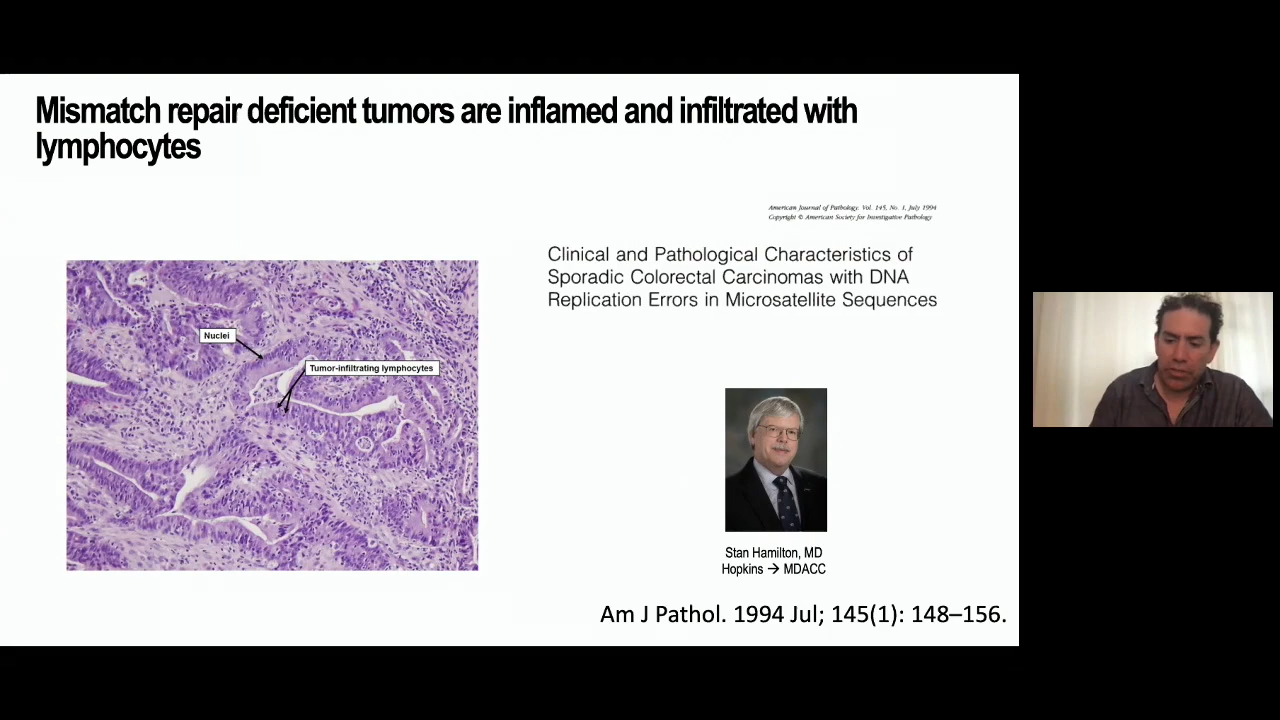 Mismatch repair deficient tumors are inflamed and infiltrated with
lymphocytes
American Journal of Pathology, Vol. 145, No. 1, July 1994
Copyright © American Society for Investigative Pathology
Clinical and Pathological Characteristics of
Sporadic Colorectal Carcinomas with DNA
Replication Errors in Microsatellite Sequences
Nuclei
Tumor-infiltrating lymphocytes
Stan Hamilton, MD
Hopkins → MDACC
Am J Pathol. 1994 Jul; 145(1): 148–156.